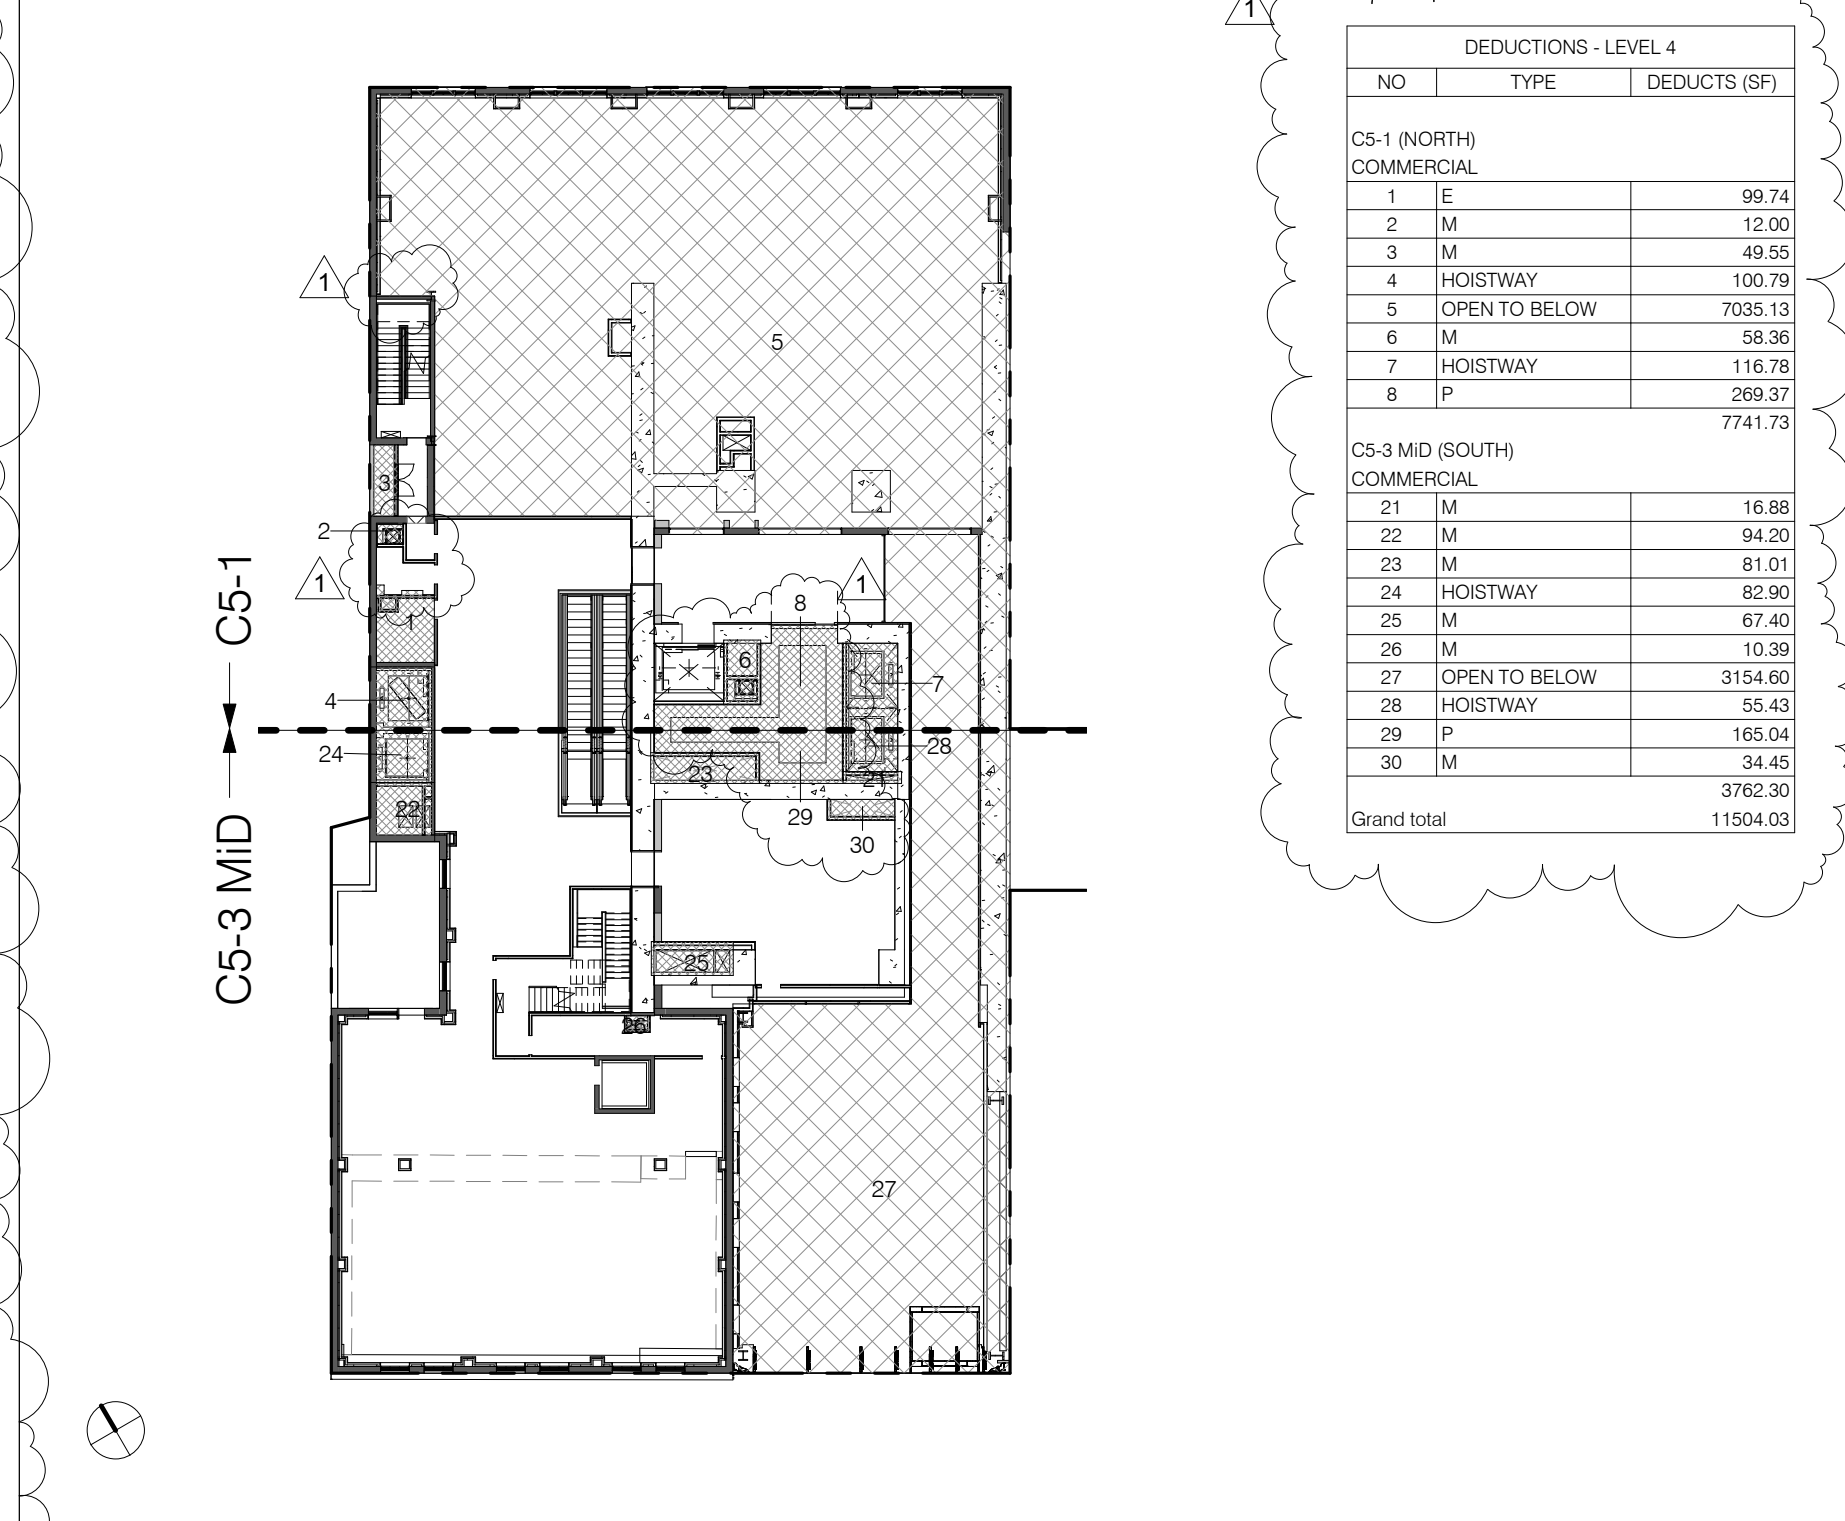 1
DEDUCTIONS - LEVEL 4
NO TYPE DEDUCTS (SF)
C5-1 (NORTH)
COMMERCIAL
1 E 99.74
2 M 12.00
3 M 49.55
4 HOISTWAY 100.79
5 OPEN TO BELOW 7035.13
6 M 58.36
7 HOISTWAY 116.78
8 P 269.37
7741.73
C5-3 MiD (SOUTH)
COMMERCIAL
21 M 16.88
22 M 94.20
23 M 81.01
24 HOISTWAY 82.90
25 M 67.40
26 M 10.39
27 OPEN TO BELOW 3154.60
28 HOISTWAY 55.43
29 P 165.04
30 M 34.45
3762.30
Grand total 11504.03
1
5
3
2
1
1
8
1
6
7
4
28
24
23
21
22
29
30
25
26
27
C5-1
C5-3 MiD